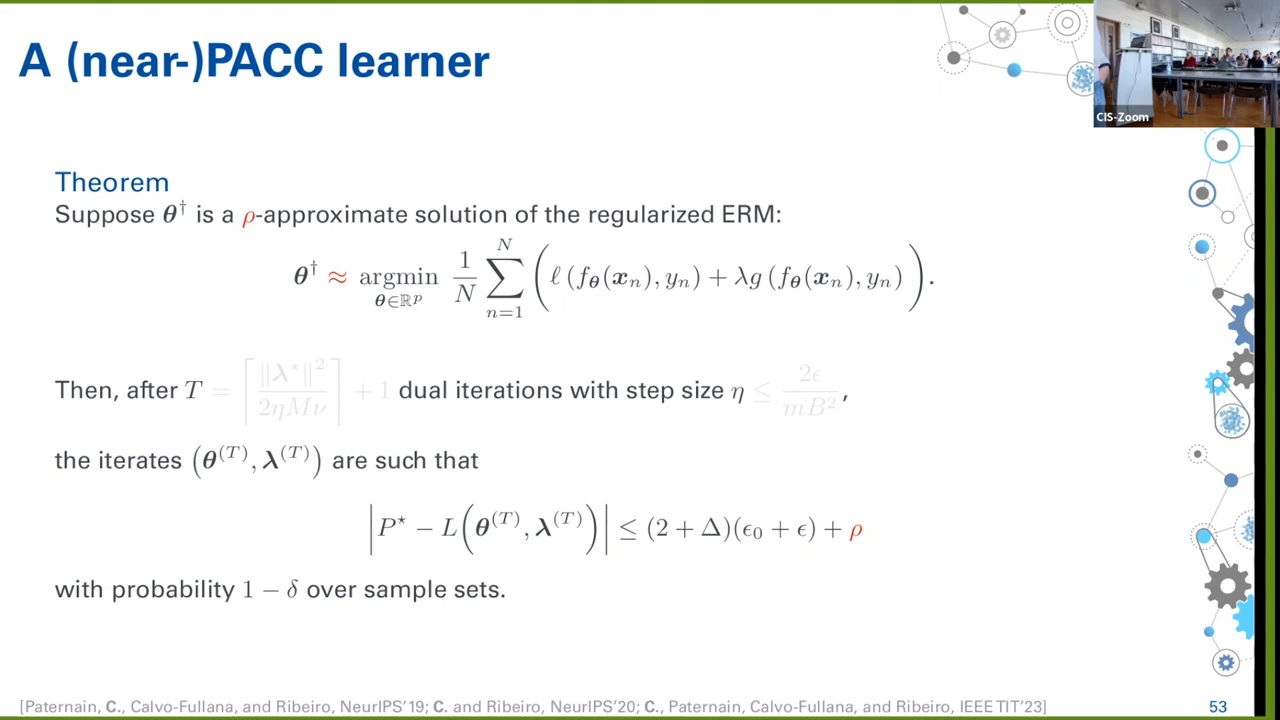 A (near-)PACC learner
CIS-Zoom
Theorem
Suppose θ† is a ρ-approximate solution of the regularized ERM:
θ† ≈ argmin_{θ∈ℝ^p} 1/N ∑_{n=1}^{N} ( ℓ (f_θ(x_n), y_n) + λg (f_θ(x_n), y_n) ).
Then, after T = ⌈ ‖λ⋆‖² / 2ηMν ⌉ + 1 dual iterations with step size η ≤ 2ϵ / mB² ,
the iterates (θ^(T), λ^(T)) are such that
|P⋆ − L(θ^(T), λ^(T))| ≤ (2 + Δ)(ϵ₀ + ϵ) + ρ
with probability 1 − δ over sample sets.
[Paternain, C., Calvo-Fullana, and Ribeiro, NeurIPS'19; C. and Ribeiro, NeurIPS'20; C., Paternain, Calvo-Fullana, and Ribeiro, IEEE TIT'23]
53